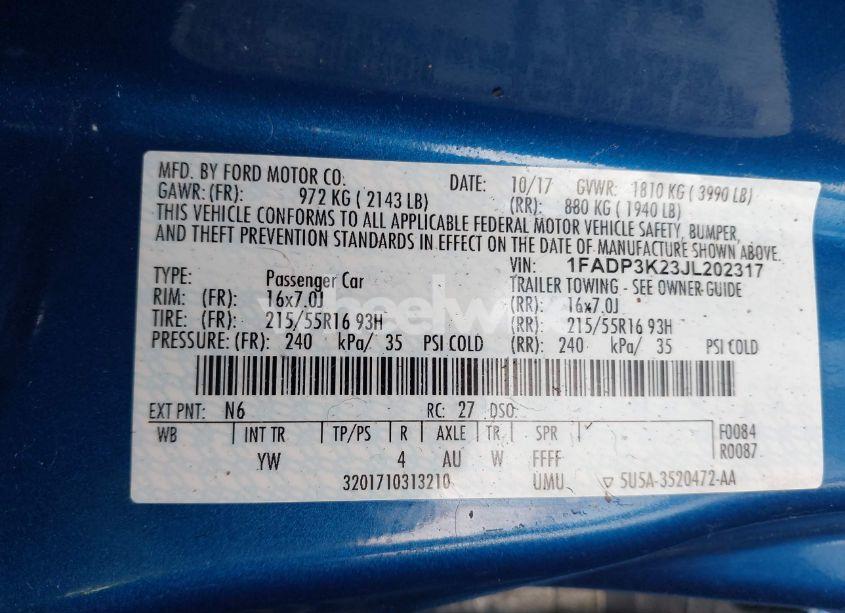 MFD. BY FORD MOTOR CO. DATE: 10/17 GVWR: 1810 KG ( 3990 LB)
GAWR: (FR): 972 KG ( 2143 LB) (RR): 880 KG ( 1940 LB)
THIS VEHICLE CONFORMS TO ALL APPLICABLE FEDERAL MOTOR VEHICLE SAFETY, BUMPER,
AND THEFT PREVENTION STANDARDS IN EFFECT ON THE DATE OF MANUFACTURE SHOWN ABOVE.
VIN: 1FADP3K23JL202317
TYPE: Passenger Car TRAILER TOWING - SEE OWNER GUIDE
RIM: (FR): 16x7.0J (RR): 16x7.0J
TIRE: (FR): 215/55R16 93H (RR): 215/55R16 93H
PRESSURE: (FR): 240 kPa/ 35 PSI COLD (RR): 240 kPa/ 35 PSI COLD
EXT PNT: N6 RC: 27 DSO:
WB INT TR TP/PS R AXLE TR SPR F0084
YW 4 AU W FFFF R0087
3201710313210 UMU ▽ 5U5A-3520472-AA